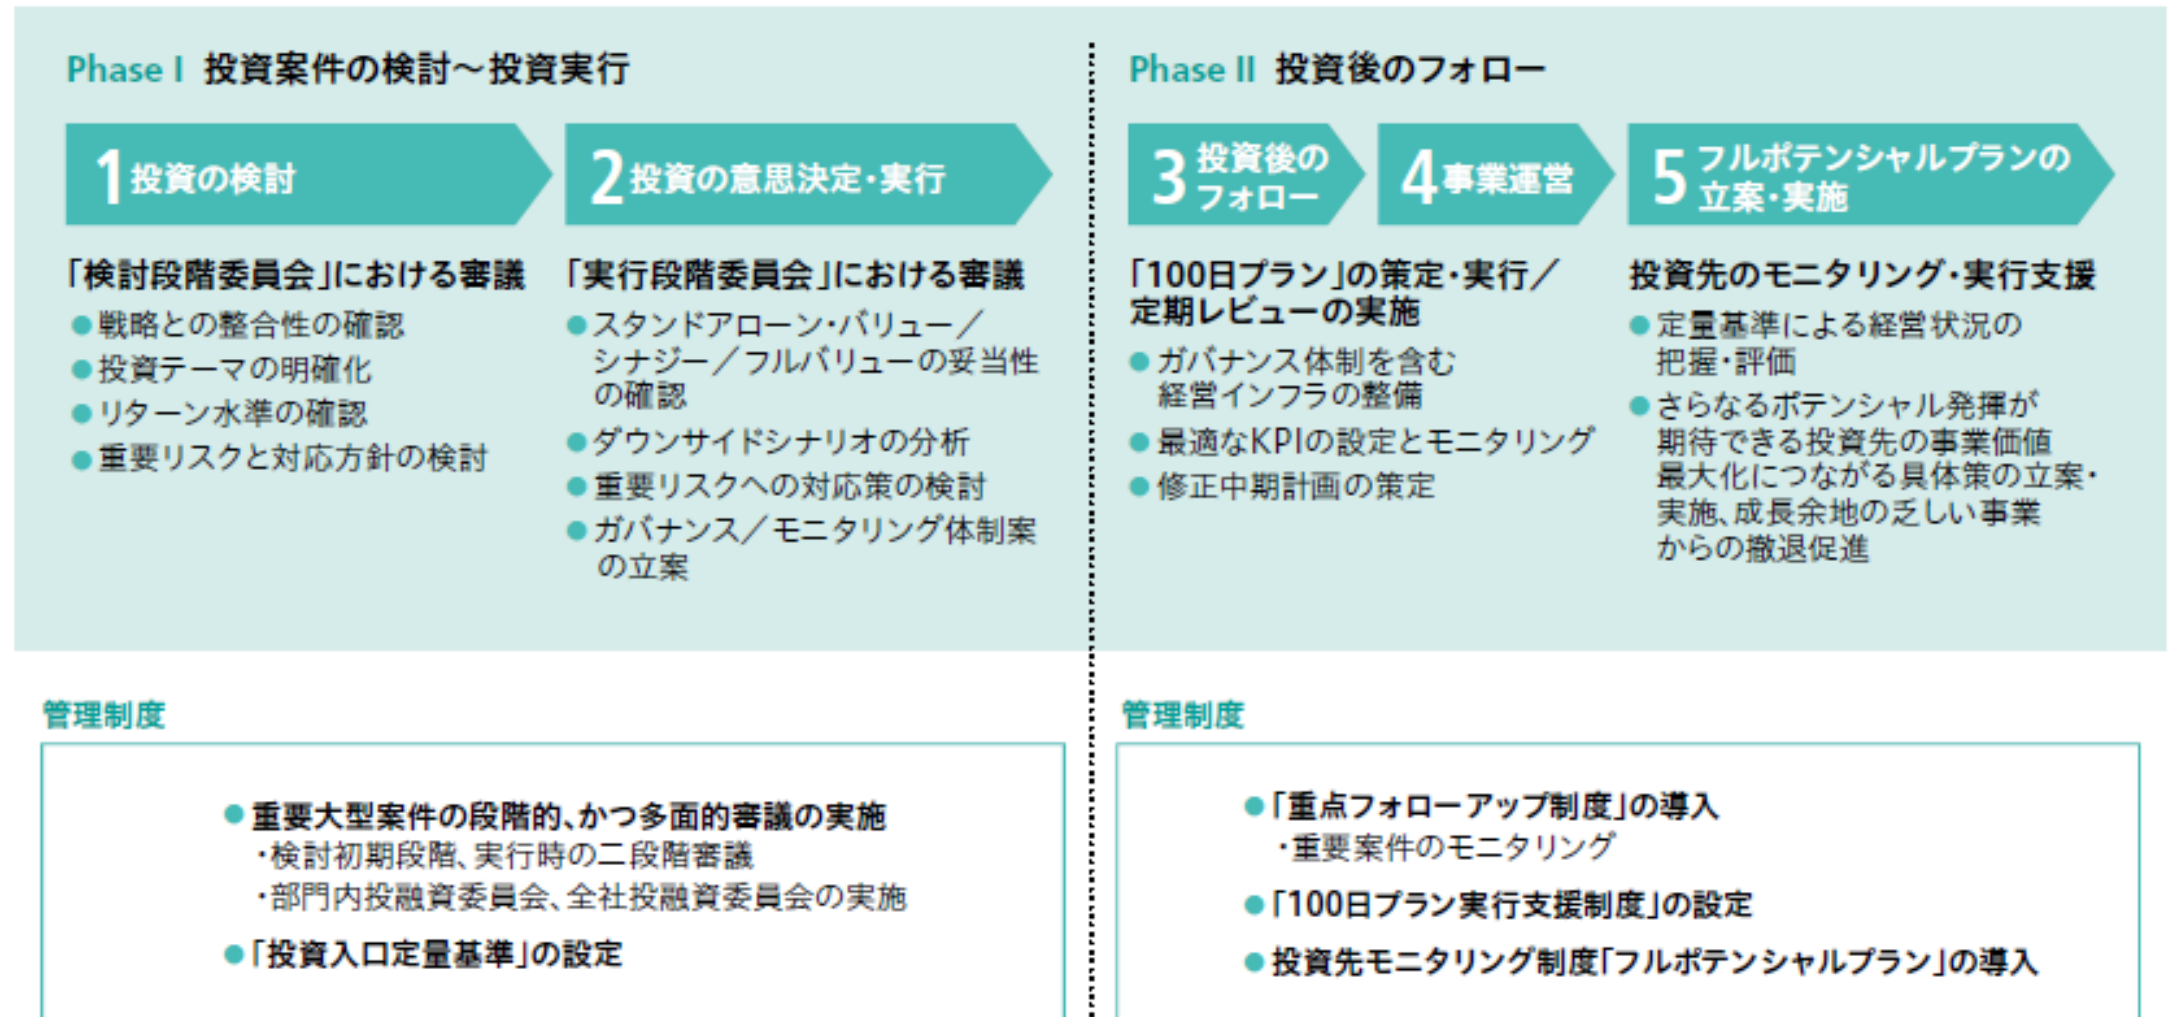 Phase I 投資案件の検討～投資実行
1 投資の検討
「検討段階委員会」における審議
●戦略との整合性の確認
●投資テーマの明確化
●リターン水準の確認
●重要リスクと対応方針の検討
2 投資の意思決定・実行
「実行段階委員会」における審議
●スタンドアローン・バリュー／
シナジー／フルバリューの妥当性
の確認
●ダウンサイドシナリオの分析
●重要リスクへの対応策の検討
●ガバナンス／モニタリング体制案
の立案
Phase II 投資後のフォロー
3 投資後の
フォロー
4 事業運営
「100日プラン」の策定・実行／
定期レビューの実施
●ガバナンス体制を含む
経営インフラの整備
●最適なKPIの設定とモニタリング
●修正中期計画の策定
5 フルポテンシャルプランの
立案・実施
投資先のモニタリング・実行支援
●定量基準による経営状況の
把握・評価
●さらなるポテンシャル発揮が
期待できる投資先の事業価値
最大化につながる具体策の立案・
実施、成長余地の乏しい事業
からの撤退促進
管理制度
●重要大型案件の段階的、かつ多面的審議の実施
・検討初期段階、実行時の二段階審議
・部門内投融資委員会、全社投融資委員会の実施
●「投資入口定量基準」の設定
管理制度
●「重点フォローアップ制度」の導入
・重要案件のモニタリング
●「100日プラン実行支援制度」の設定
●投資先モニタリング制度「フルポテンシャルプラン」の導入